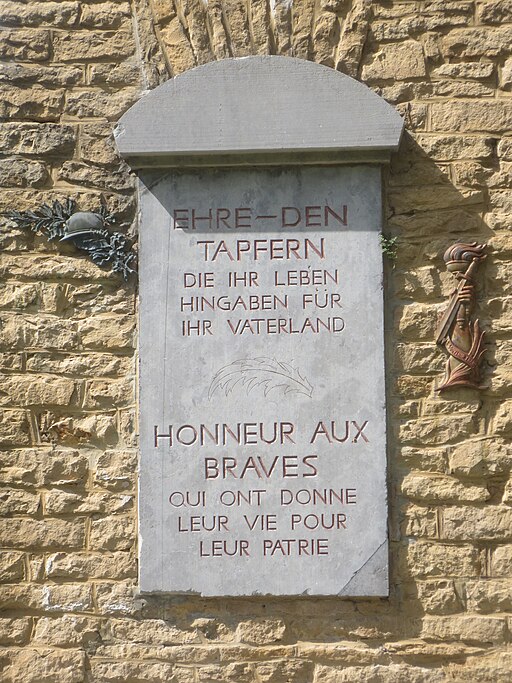 EHRE-DEN
TAPFERN
DIE IHR LEBEN
HINGABEN FÜR
IHR VATERLAND
HONNEUR AUX
BRAVES
QUI ONT DONNE
LEUR VIE POUR
LEUR PATRIE